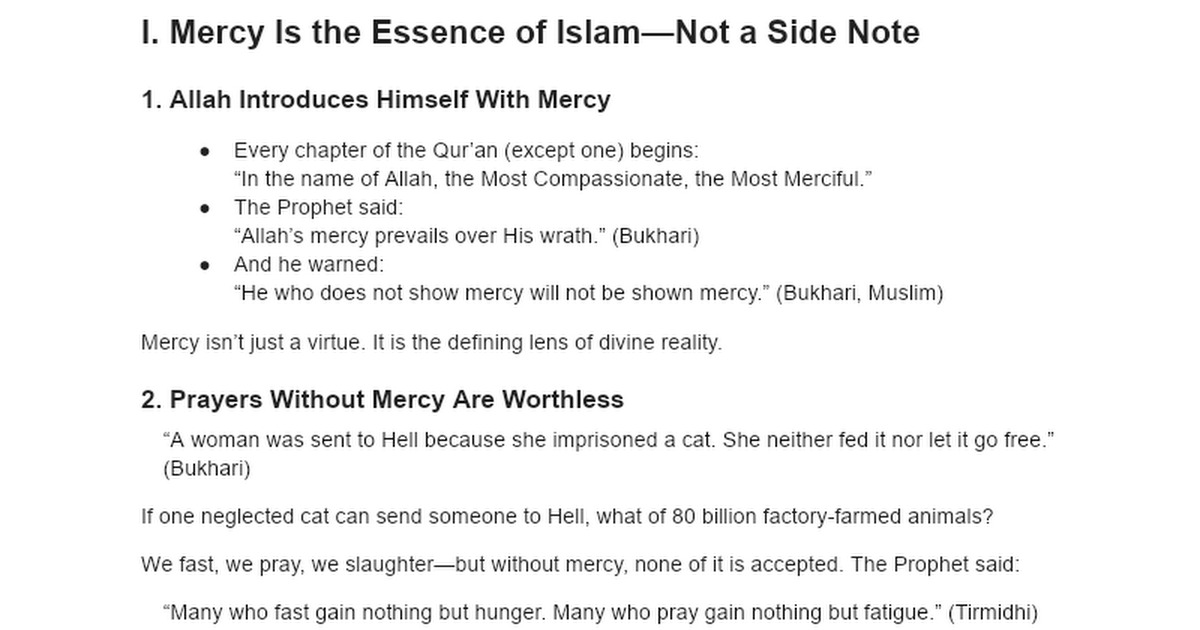 I. Mercy Is the Essence of Islam—Not a Side Note
1. Allah Introduces Himself With Mercy
● Every chapter of the Qur’an (except one) begins:
“In the name of Allah, the Most Compassionate, the Most Merciful.”
● The Prophet said:
“Allah’s mercy prevails over His wrath.” (Bukhari)
● And he warned:
“He who does not show mercy will not be shown mercy.” (Bukhari, Muslim)
Mercy isn’t just a virtue. It is the defining lens of divine reality.
2. Prayers Without Mercy Are Worthless
“A woman was sent to Hell because she imprisoned a cat. She neither fed it nor let it go free.”
(Bukhari)
If one neglected cat can send someone to Hell, what of 80 billion factory-farmed animals?
We fast, we pray, we slaughter—but without mercy, none of it is accepted. The Prophet said:
“Many who fast gain nothing but hunger. Many who pray gain nothing but fatigue.” (Tirmidhi)